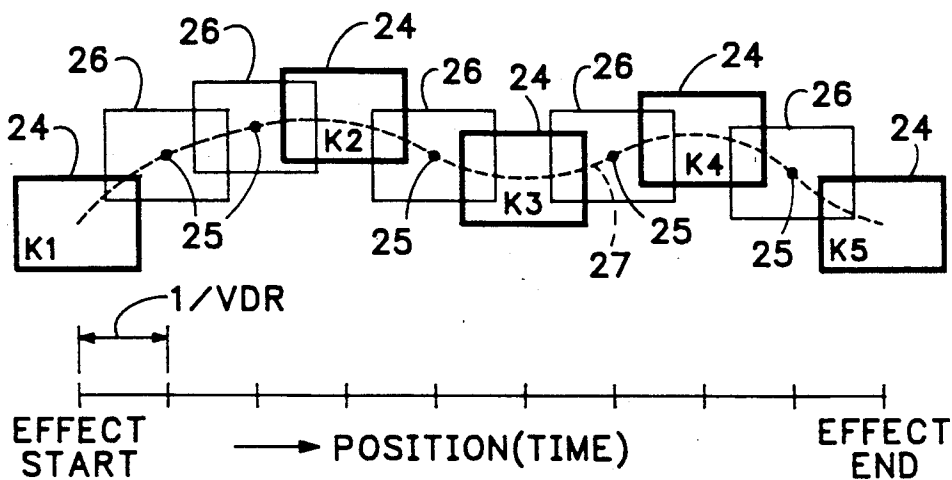 24
26
26
24
26
24
26
24
26
24
K1
25
K2
25
K3
27
25
K4
25
K5
1/VDR
EFFECT START
POSITION(TIME)
EFFECT END